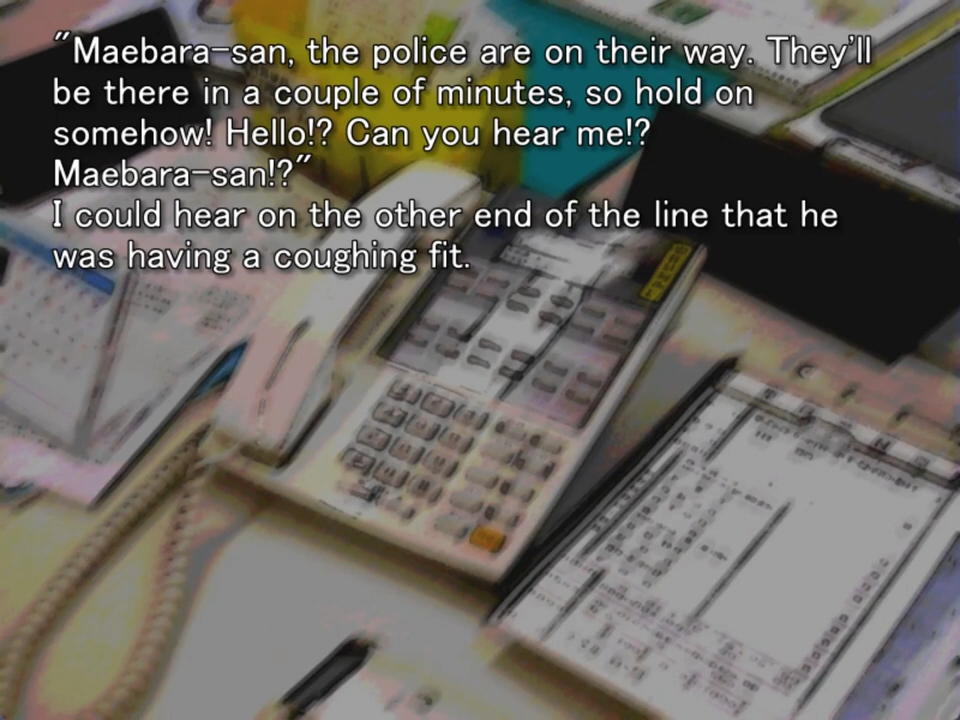 "Maebara-san, the police are on their way. They'll
be there in a couple of minutes, so hold on
somehow! Hello!? Can you hear me!?
Maebara-san!?"
I could hear on the other end of the line that he
was having a coughing fit.